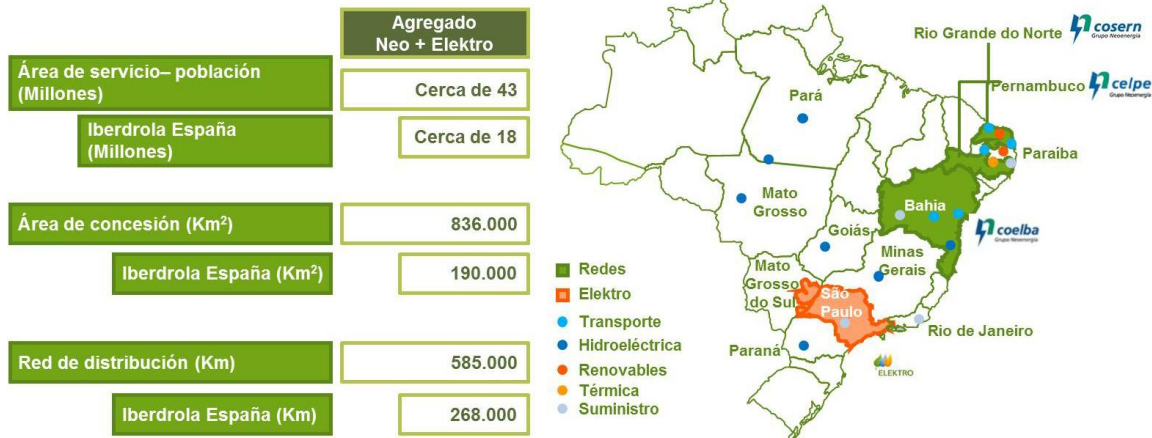 Agregado
Neo + Elektro
Área de servicio– población
(Millones)
Cerca de 43
Iberdrola España
(Millones)
Cerca de 18
Área de concesión (Km²)
836.000
Iberdrola España (Km²)
190.000
Red de distribución (Km)
585.000
Iberdrola España (Km)
268.000
Rio Grande do Norte
cosern
Grupo Neoenergia
Pernambuco
celpe
Grupo Neoenergia
Pará
Paraíba
Mato
Grosso
Bahia
coelba
Grupo Neoenergia
Goiás
Minas
Gerais
Mato
Grosso
do Sul
São
Paulo
Rio de Janeiro
Paraná
ELEKTRO
Redes
Elektro
Transporte
Hidroeléctrica
Renovables
Térmica
Suministro